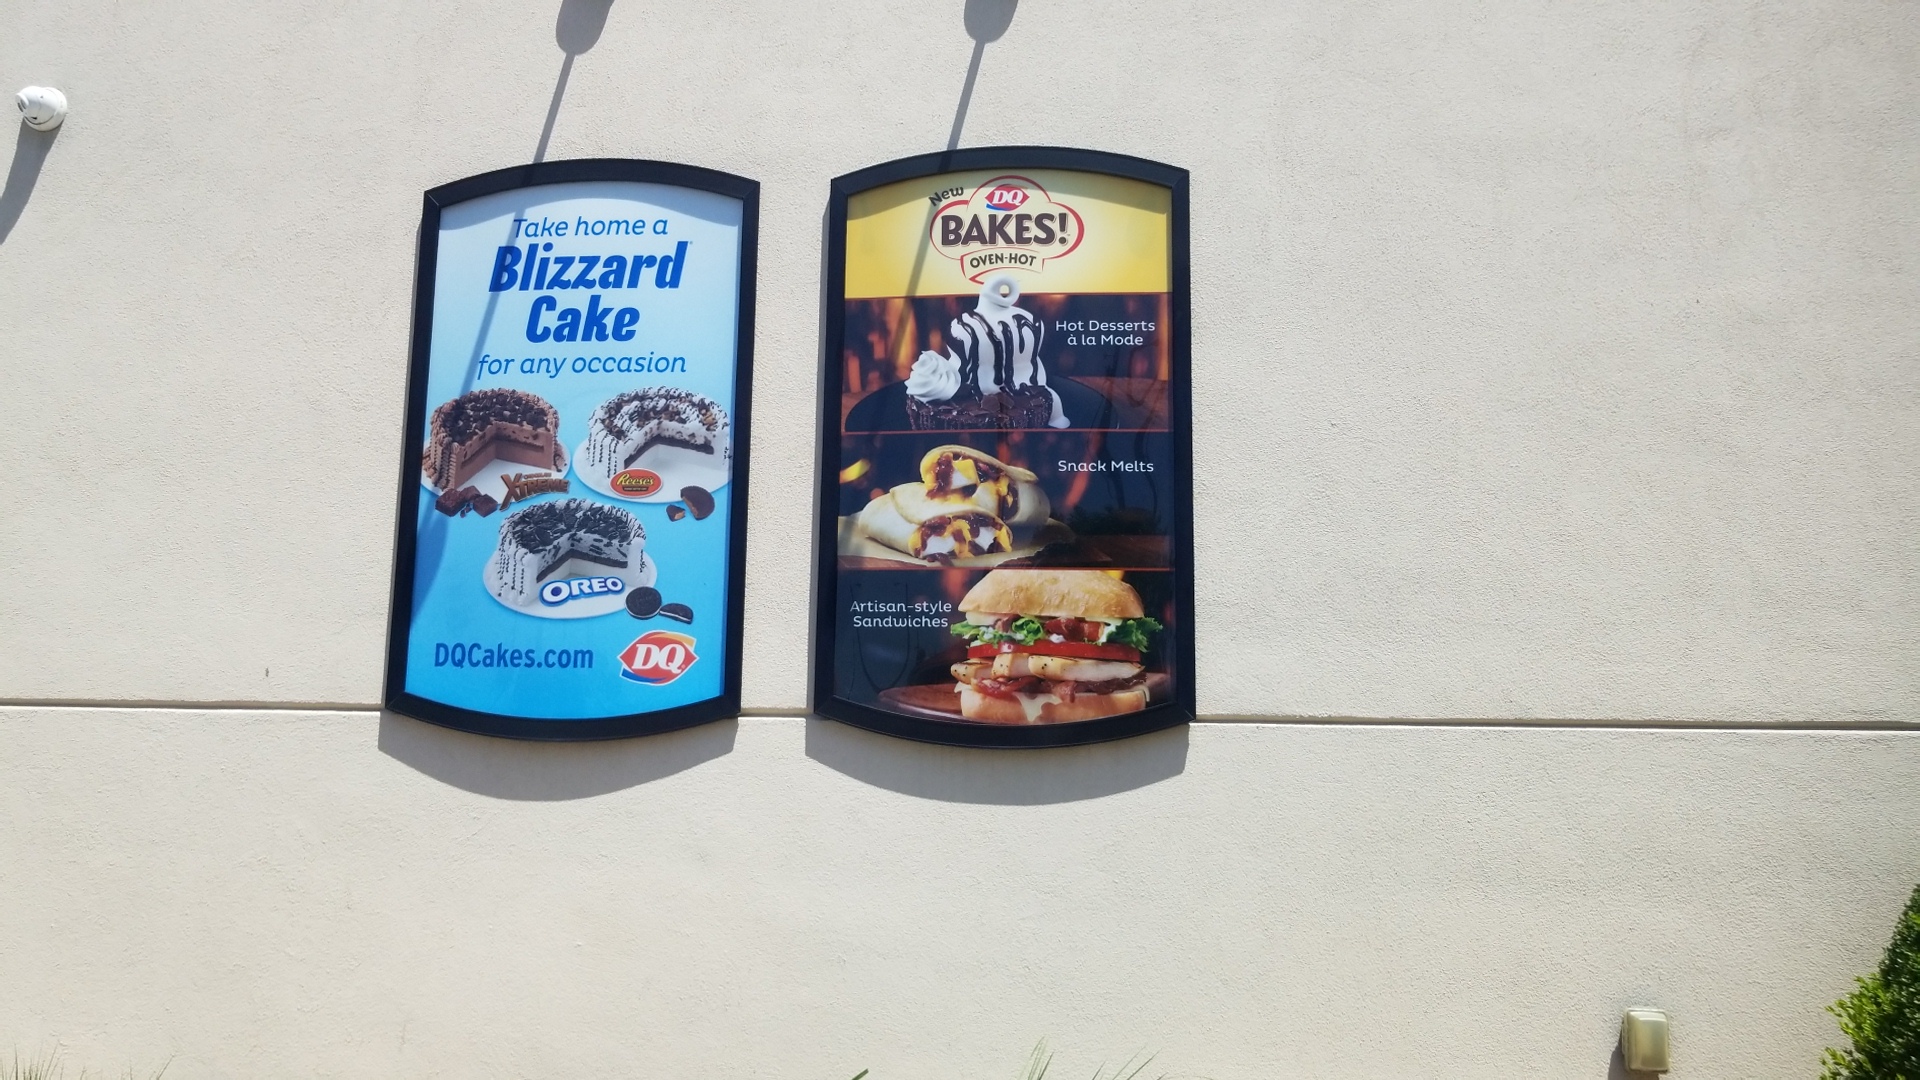 Take home a
Blizzard®
Cake
for any occasion
XTREME
Reese's
OREO
DQCakes.com
DQ
New
DQ
BAKES!
OVEN-HOT
Hot Desserts
à la Mode
Snack Melts
Artisan-style
Sandwiches